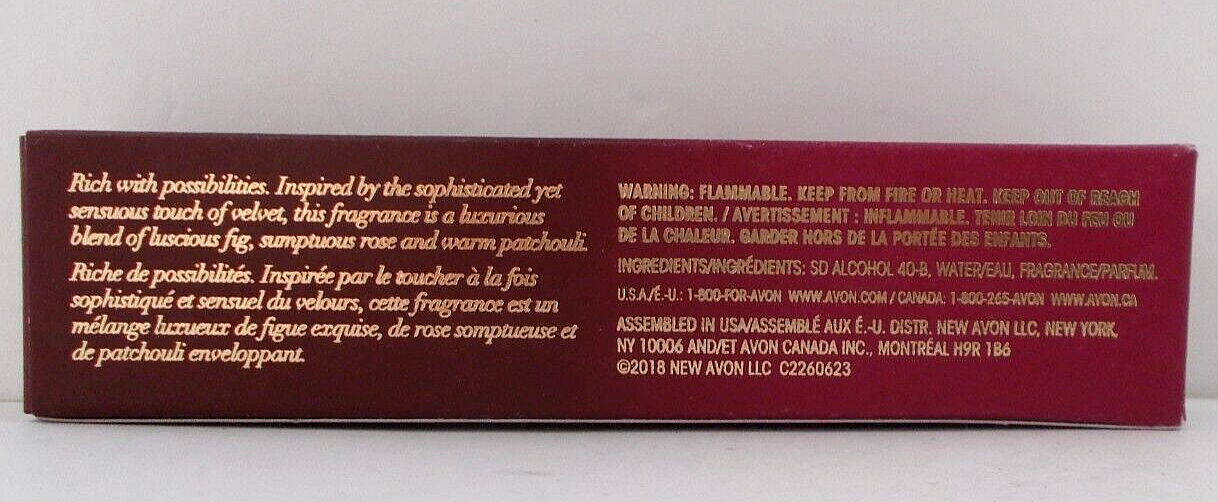 Rich with possibilities. Inspired by the sophisticated yet
sensuous touch of velvet, this fragrance is a luxurious
blend of luscious fig, sumptuous rose and warm patchouli.
Riche de possibilités. Inspirée par le toucher à la fois
sophistiqué et sensuel du velours, cette fragrance est un
mélange luxueux de figue exquise, de rose somptueuse et
de patchouli enveloppant.
WARNING: FLAMMABLE. KEEP FROM FIRE OR HEAT. KEEP OUT OF REACH
OF CHILDREN. / AVERTISSEMENT : INFLAMMABLE. TENIR LOIN DU FEU OU
DE LA CHALEUR. GARDER HORS DE LA PORTÉE DES ENFANTS.
INGREDIENTS/INGRÉDIENTS: SD ALCOHOL 40-B, WATER/EAU, FRAGRANCE/PARFUM.
U.S.A./É.-U.: 1-800-FOR-AVON WWW.AVON.COM / CANADA: 1-800-265-AVON WWW.AVON.CA
ASSEMBLED IN USA/ASSEMBLÉ AUX É.-U. DISTR. NEW AVON LLC, NEW YORK,
NY 10006 AND/ET AVON CANADA INC., MONTRÉAL H9R 1B6
©2018 NEW AVON LLC C2260623